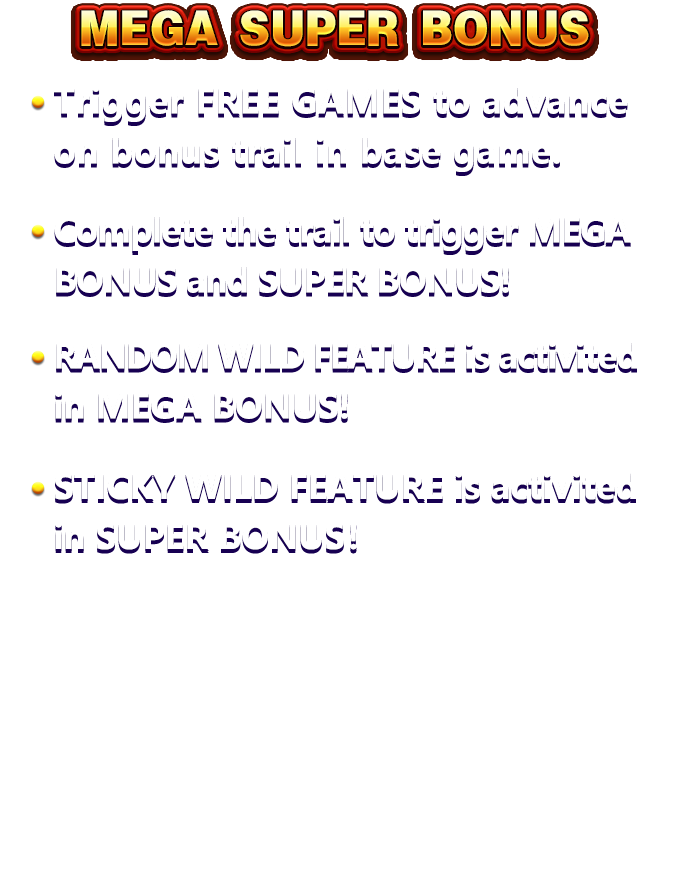 MEGA SUPER BONUS
• Trigger FREE GAMES to advance
on bonus trail in base game.
• Complete the trail to trigger MEGA
BONUS and SUPER BONUS!
• RANDOM WILD FEATURE is activited
in MEGA BONUS!
• STICKY WILD FEATURE is activited
in SUPER BONUS!